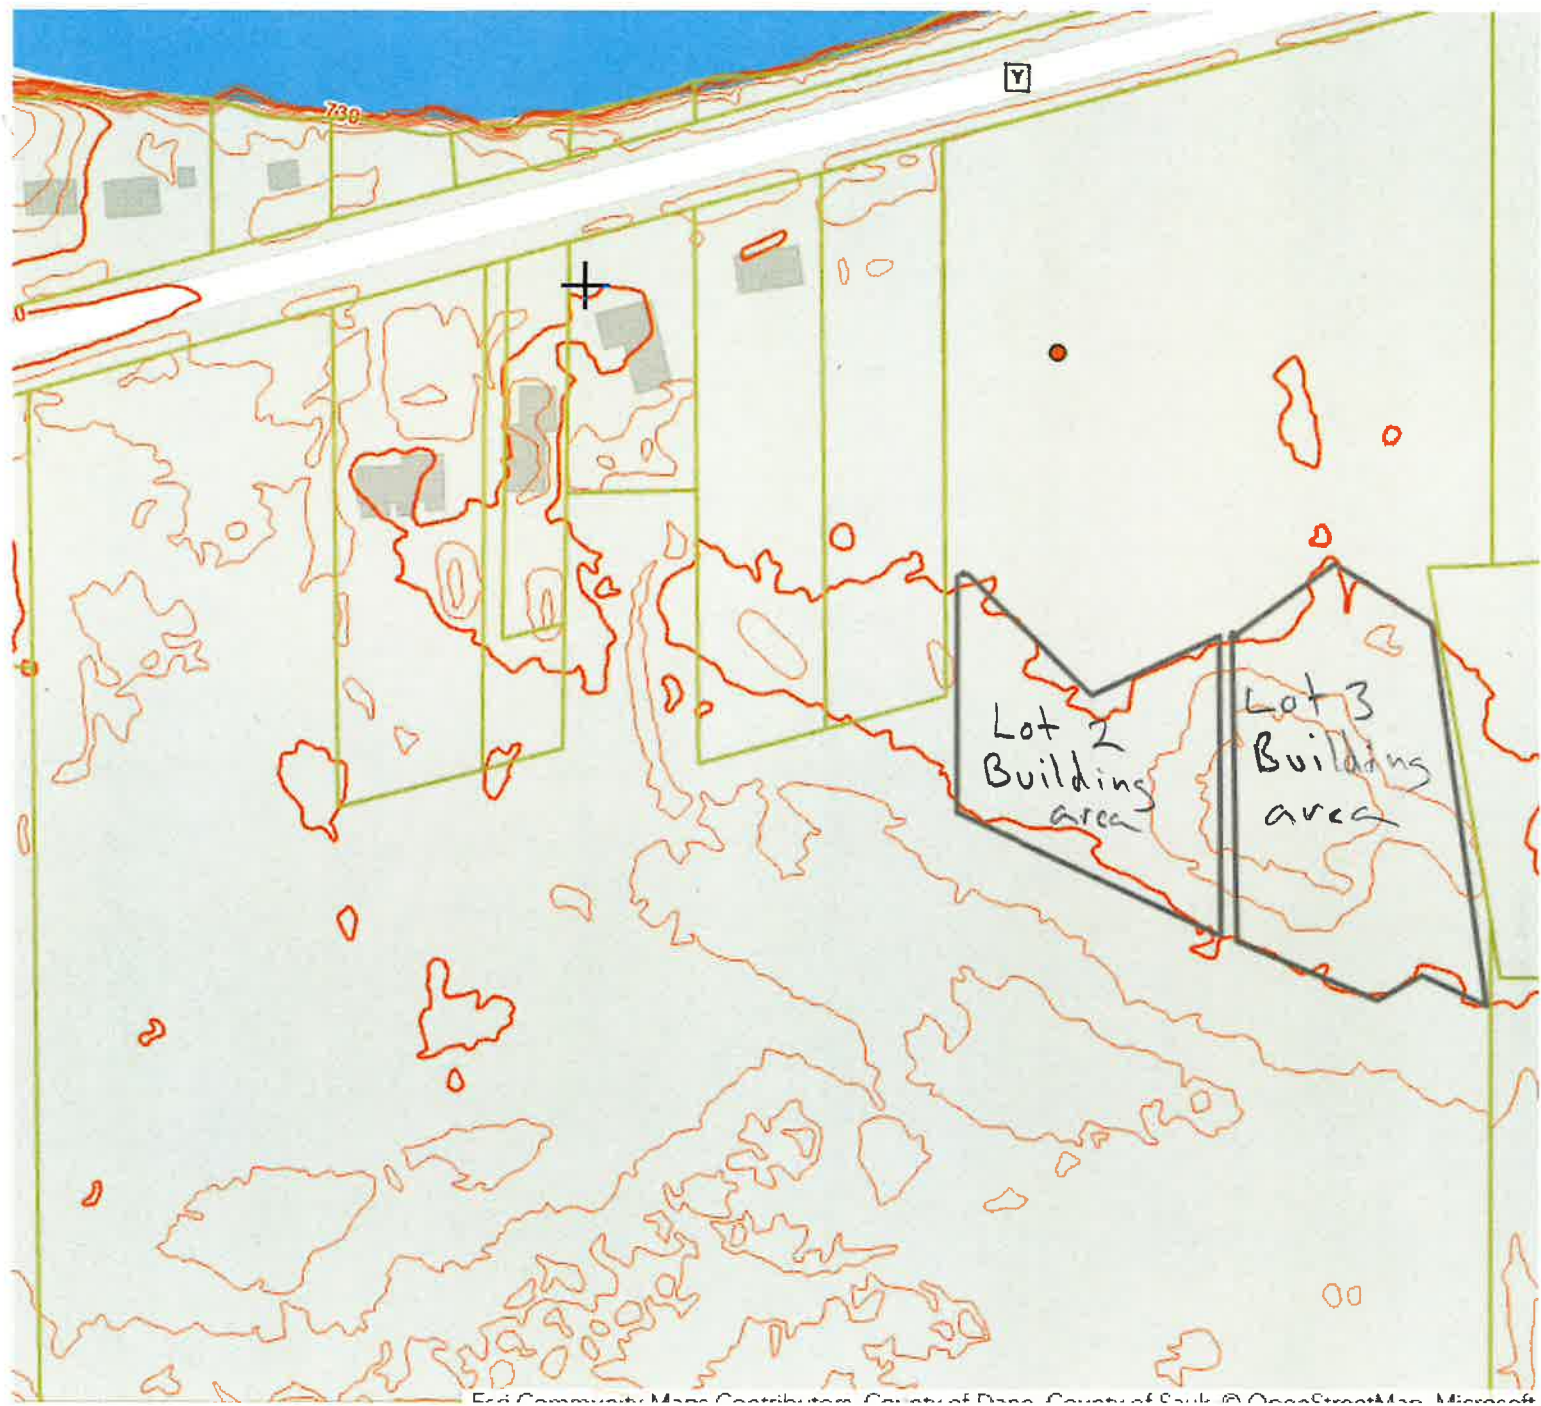 Y
730
0
Lot 2
Building
area
Lot 3
Building
area
Esri Community Maps Contributors, County of Dane, County of Sauk, © OpenStreetMap, Microsoft